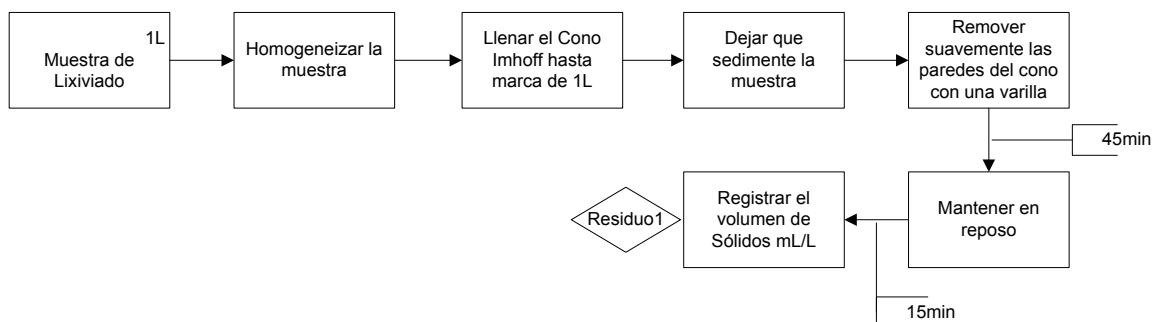 1L
Muestra de
Lixiviado
Homogeneizar la
muestra
Llenar el Cono
Imhoff hasta
marca de 1L
Dejar que
sedimente la
muestra
Remover
suavemente las
paredes del cono
con una varilla
45min
Mantener en
reposo
15min
Registrar el
volumen de
Sólidos mL/L
Residuo1